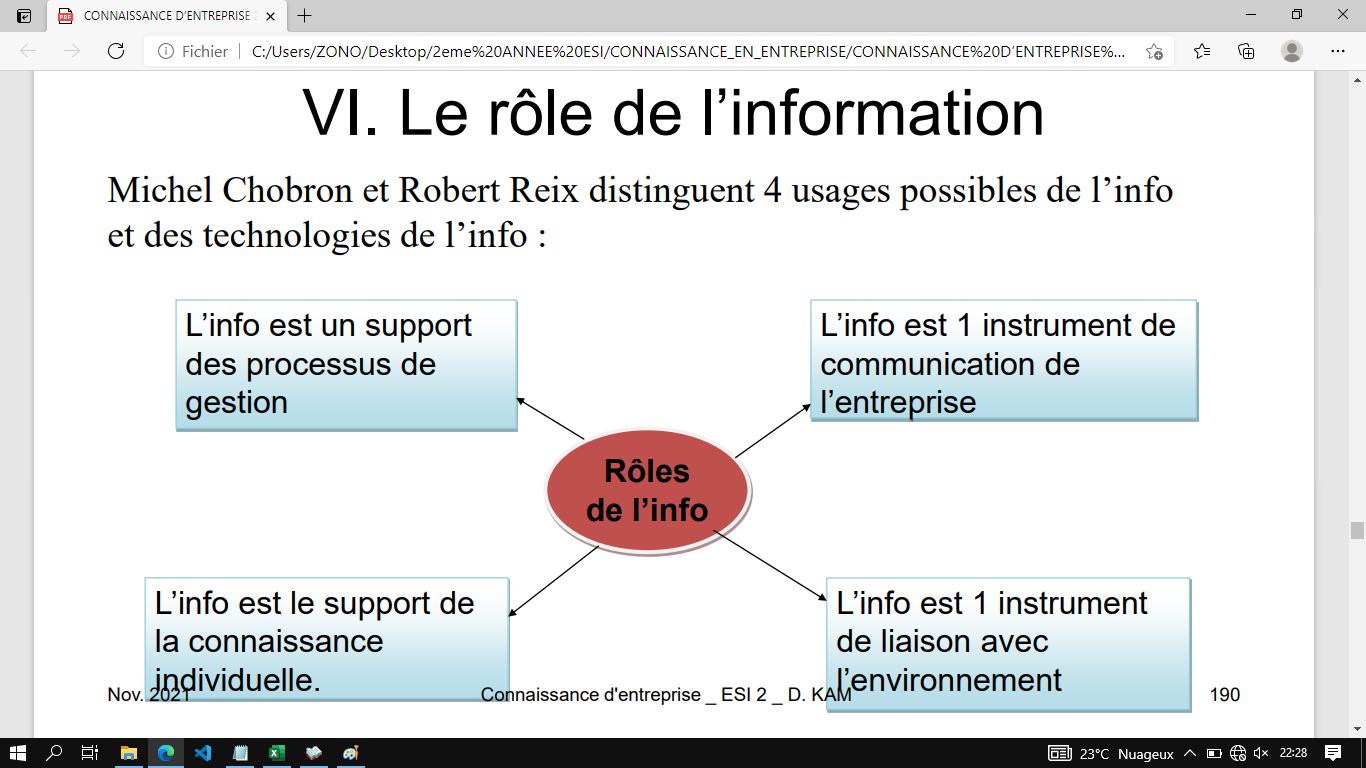 CONNAISSANCE D'ENTREPRISE 2
Fichier
C:/Users/ZONO/Desktop/2eme%20ANNEE%20ESI/CONNAISSANCE_EN_ENTREPRISE/CONNAISSANCE%20D'ENTREPRISE%...
VI. Le rôle de l’information
Michel Chobron et Robert Reix distinguent 4 usages possibles de l’info
et des technologies de l’info :
L’info est un support
des processus de
gestion
L’info est 1 instrument de
communication de
l’entreprise
Rôles
de l’info
L’info est le support de
la connaissance
individuelle.
L’info est 1 instrument
de liaison avec
l’environnement
Nov. 2021
Connaissance d'entreprise _ ESI 2 _ D. KAM
190
23°C Nuageux
22:28